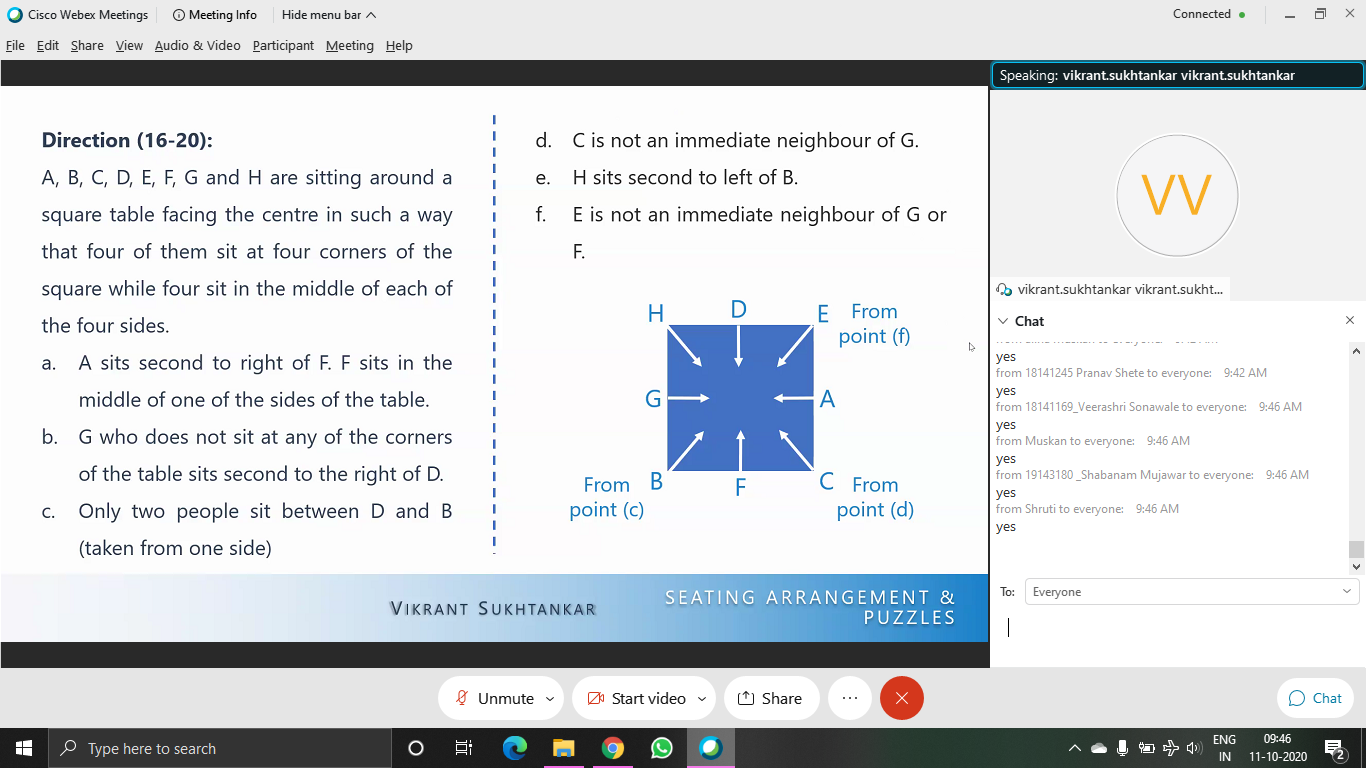 Cisco Webex Meetings
Meeting Info
Hide menu bar
Connected
File Edit Share View Audio & Video Participant Meeting Help
Direction (16-20):
A, B, C, D, E, F, G and H are sitting around a
square table facing the centre in such a way
that four of them sit at four corners of the
square while four sit in the middle of each of
the four sides.
a. A sits second to right of F. F sits in the
middle of one of the sides of the table.
b. G who does not sit at any of the corners
of the table sits second to the right of D.
c. Only two people sit between D and B
(taken from one side)
d. C is not an immediate neighbour of G.
e. H sits second to left of B.
f. E is not an immediate neighbour of G or
F.
H D E From
point (f)
G A
From
point (c)
B F C
From
point (d)
VIKRANT SUKHTANKAR
SEATING ARRANGEMENT &
PUZZLES
Speaking: vikrant.sukhtankar vikrant.sukhtankar
VV
vikrant.sukhtankar vikrant.sukht...
Chat
yes
from 18141245 Pranav Shete to everyone: 9:42 AM
yes
from 18141169_Veerashri Sonawale to everyone: 9:46 AM
yes
from Muskan to everyone: 9:46 AM
yes
from 19143180 _Shabanam Mujawar to everyone: 9:46 AM
yes
from Shruti to everyone: 9:46 AM
yes
To: Everyone
Unmute
Start video
Share
Chat
Type here to search
ENG
IN
09:46
11-10-2020
2